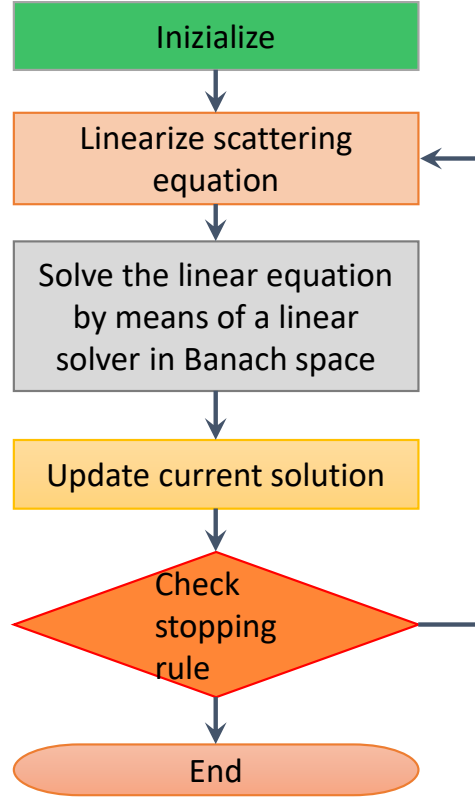 Inizialize
Linearize scattering
equation
Solve the linear equation
by means of a linear
solver in Banach space
Update current solution
Check
stopping
rule
End